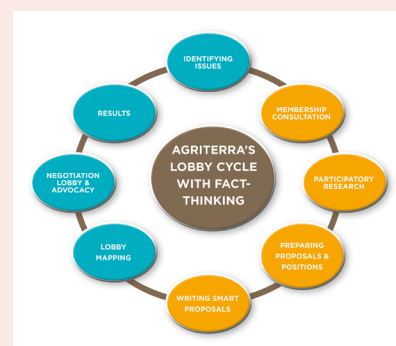 IDENTIFYING
ISSUES
MEMBERSHIP
CONSULTATION
PARTICIPATORY
RESEARCH
PREPARING
PROPOSALS &
POSITIONS
WRITING SMART
PROPOSALS
LOBBY
MAPPING
NEGOTIATION
LOBBY &
ADVOCACY
RESULTS
AGRITERRA'S
LOBBY CYCLE
WITH FACT-
THINKING